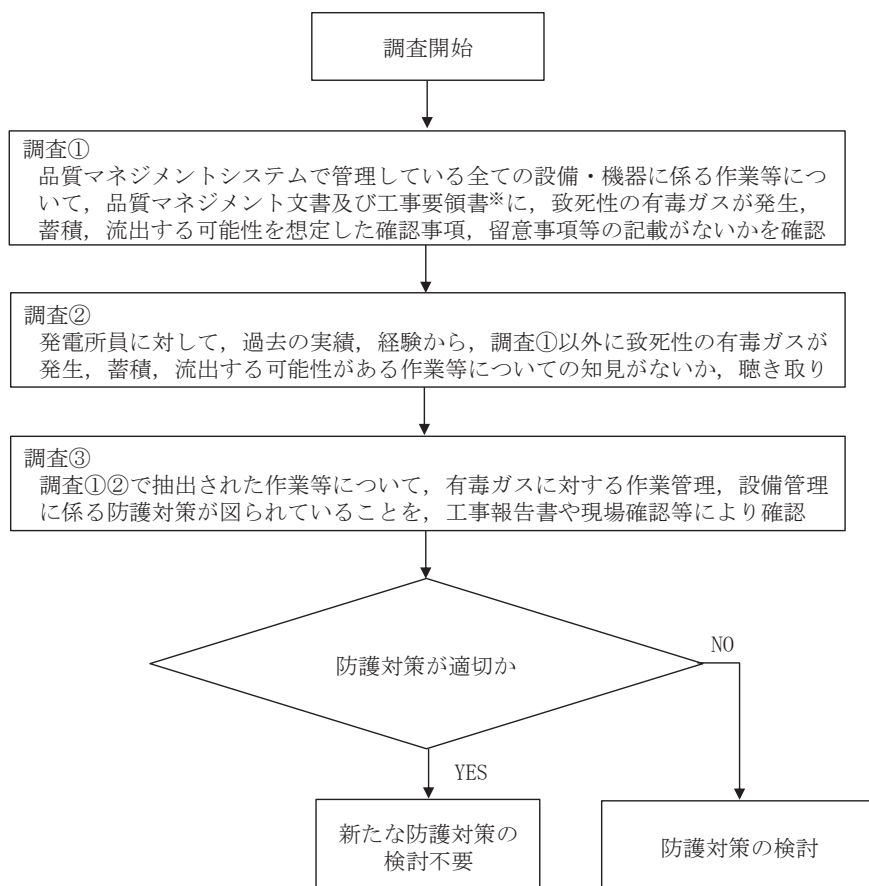 調査開始
調査①
品質マネジメントシステムで管理している全ての設備・機器に係る作業等につ
いて，品質マネジメント文書及び工事要領書※に，致死性の有毒ガスが発生，
蓄積，流出する可能性を想定した確認事項，留意事項等の記載がないかを確認
調査②
発電所員に対して，過去の実績，経験から，調査①以外に致死性の有毒ガスが
発生，蓄積，流出する可能性がある作業等についての知見がないか，聴き取り
調査③
調査①②で抽出された作業等について，有毒ガスに対する作業管理，設備管理
に係る防護対策が図られていることを，工事報告書や現場確認等により確認
防護対策が適切か
NO
YES
新たな防護対策の
検討不要
防護対策の検討